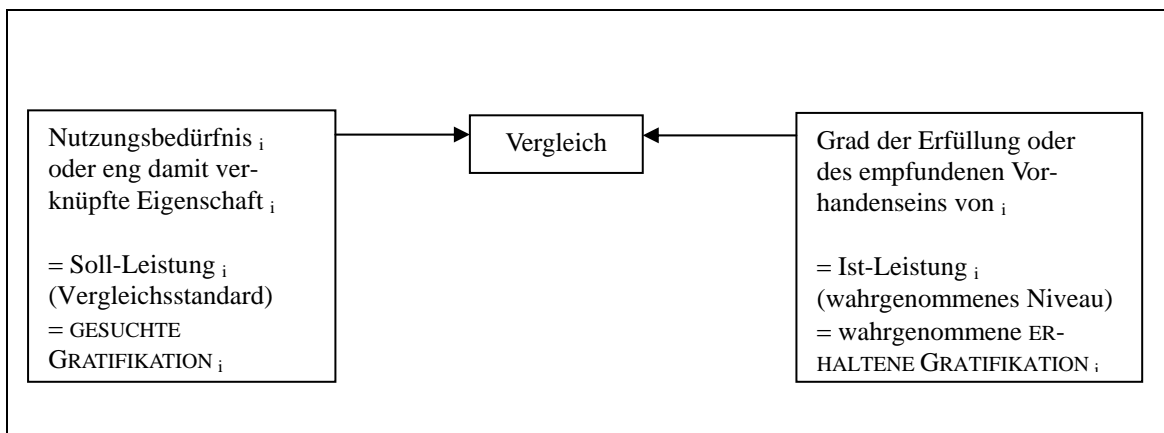 Nutzungsbedürfnis i
oder eng damit ver-
knüpfte Eigenschaft i
= Soll-Leistung i
(Vergleichsstandard)
= GESUCHTE
GRATIFIKATION i
Vergleich
Grad der Erfüllung oder
des empfundenen Vor-
handenseins von i
= Ist-Leistung i
(wahrgenommenes Niveau)
= wahrgenommene ER-
HALTENE GRATIFIKATION i